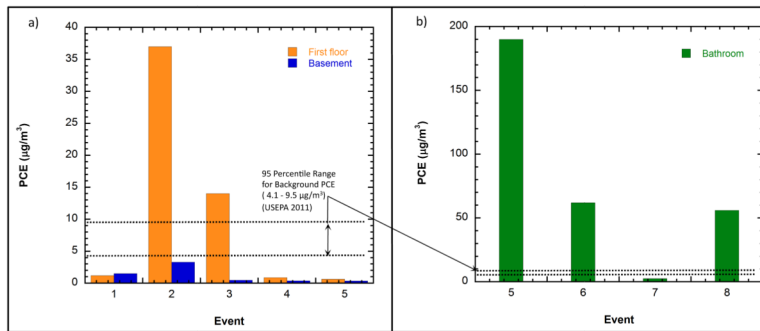 a)
PCE (µg/m³)
40
35
30
25
20
15
10
5
0
First floor
Basement
95 Percentile Range
for Background PCE
( 4.1 - 9.5 µg/m³)
(USEPA 2011)
1 2 3 4 5
Event
b)
PCE (µg/m³)
200
150
100
50
0
Bathroom
5 6 7 8
Event